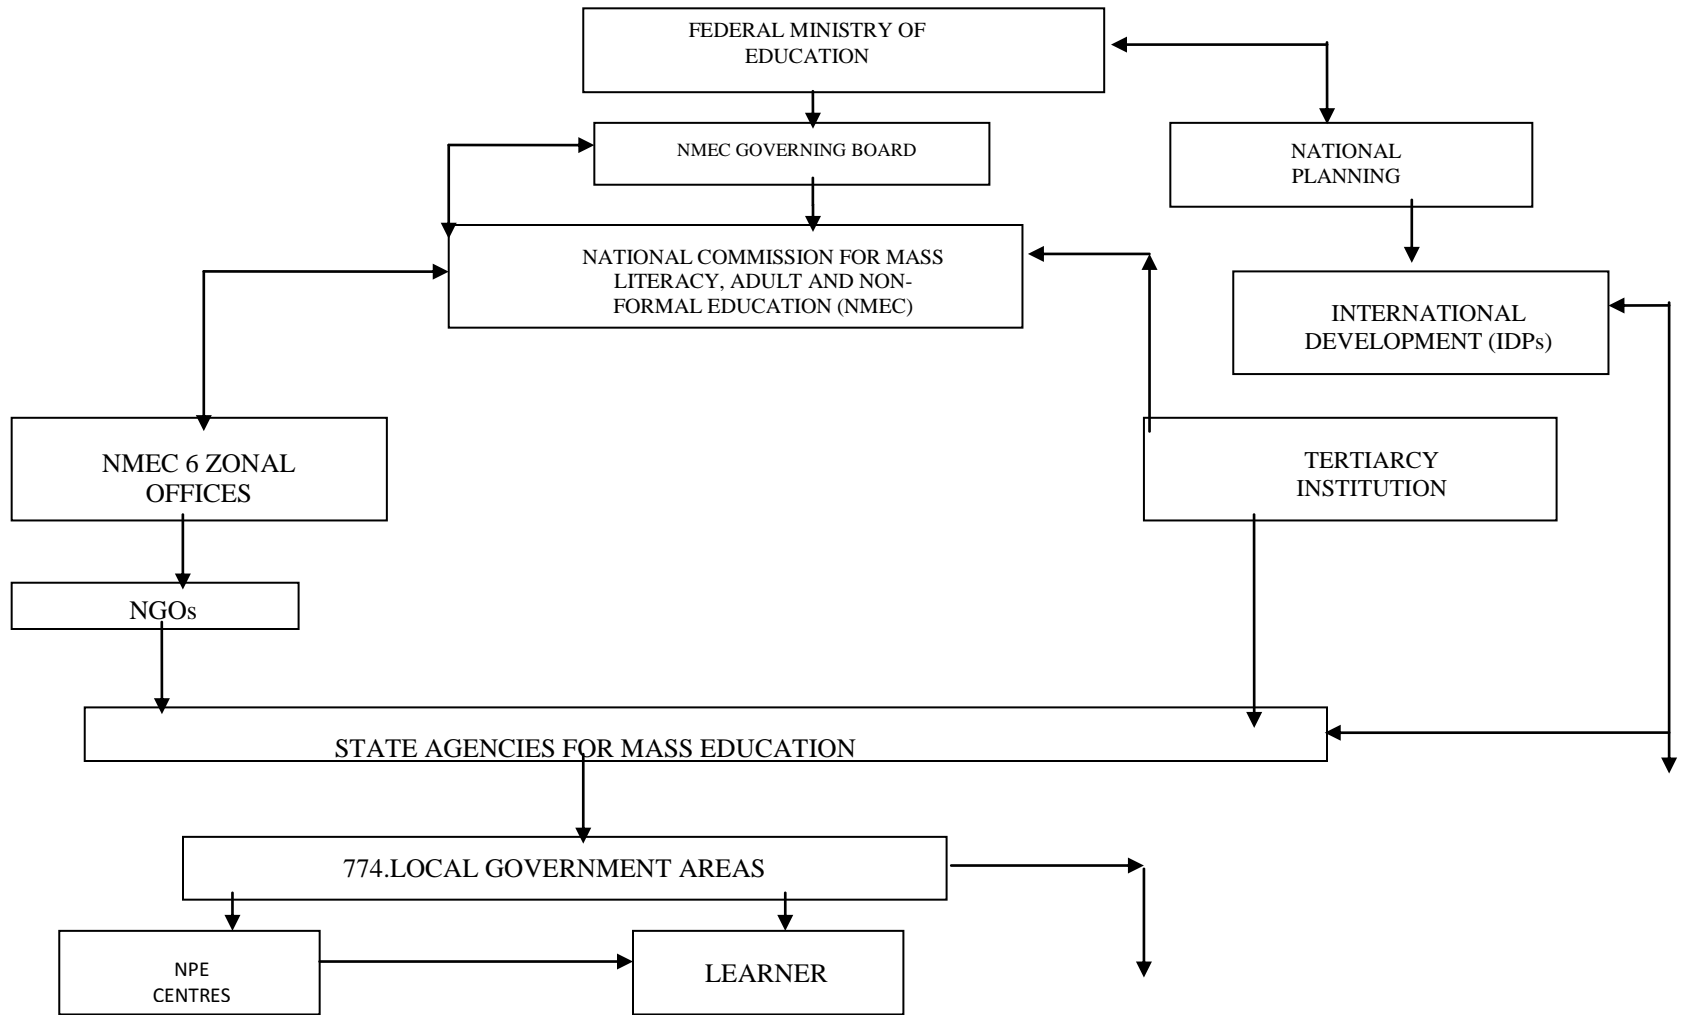 FEDERAL MINISTRY OF
EDUCATION
NMEC GOVERNING BOARD
NATIONAL
PLANNING
NATIONAL COMMISSION FOR MASS
LITERACY, ADULT AND NON-
FORMAL EDUCATION (NMEC)
INTERNATIONAL
DEVELOPMENT (IDPs)
NMEC 6 ZONAL
OFFICES
TERTIARCY
INSTITUTION
NGOs
STATE AGENCIES FOR MASS EDUCATION
774.LOCAL GOVERNMENT AREAS
NPE
CENTRES
LEARNER